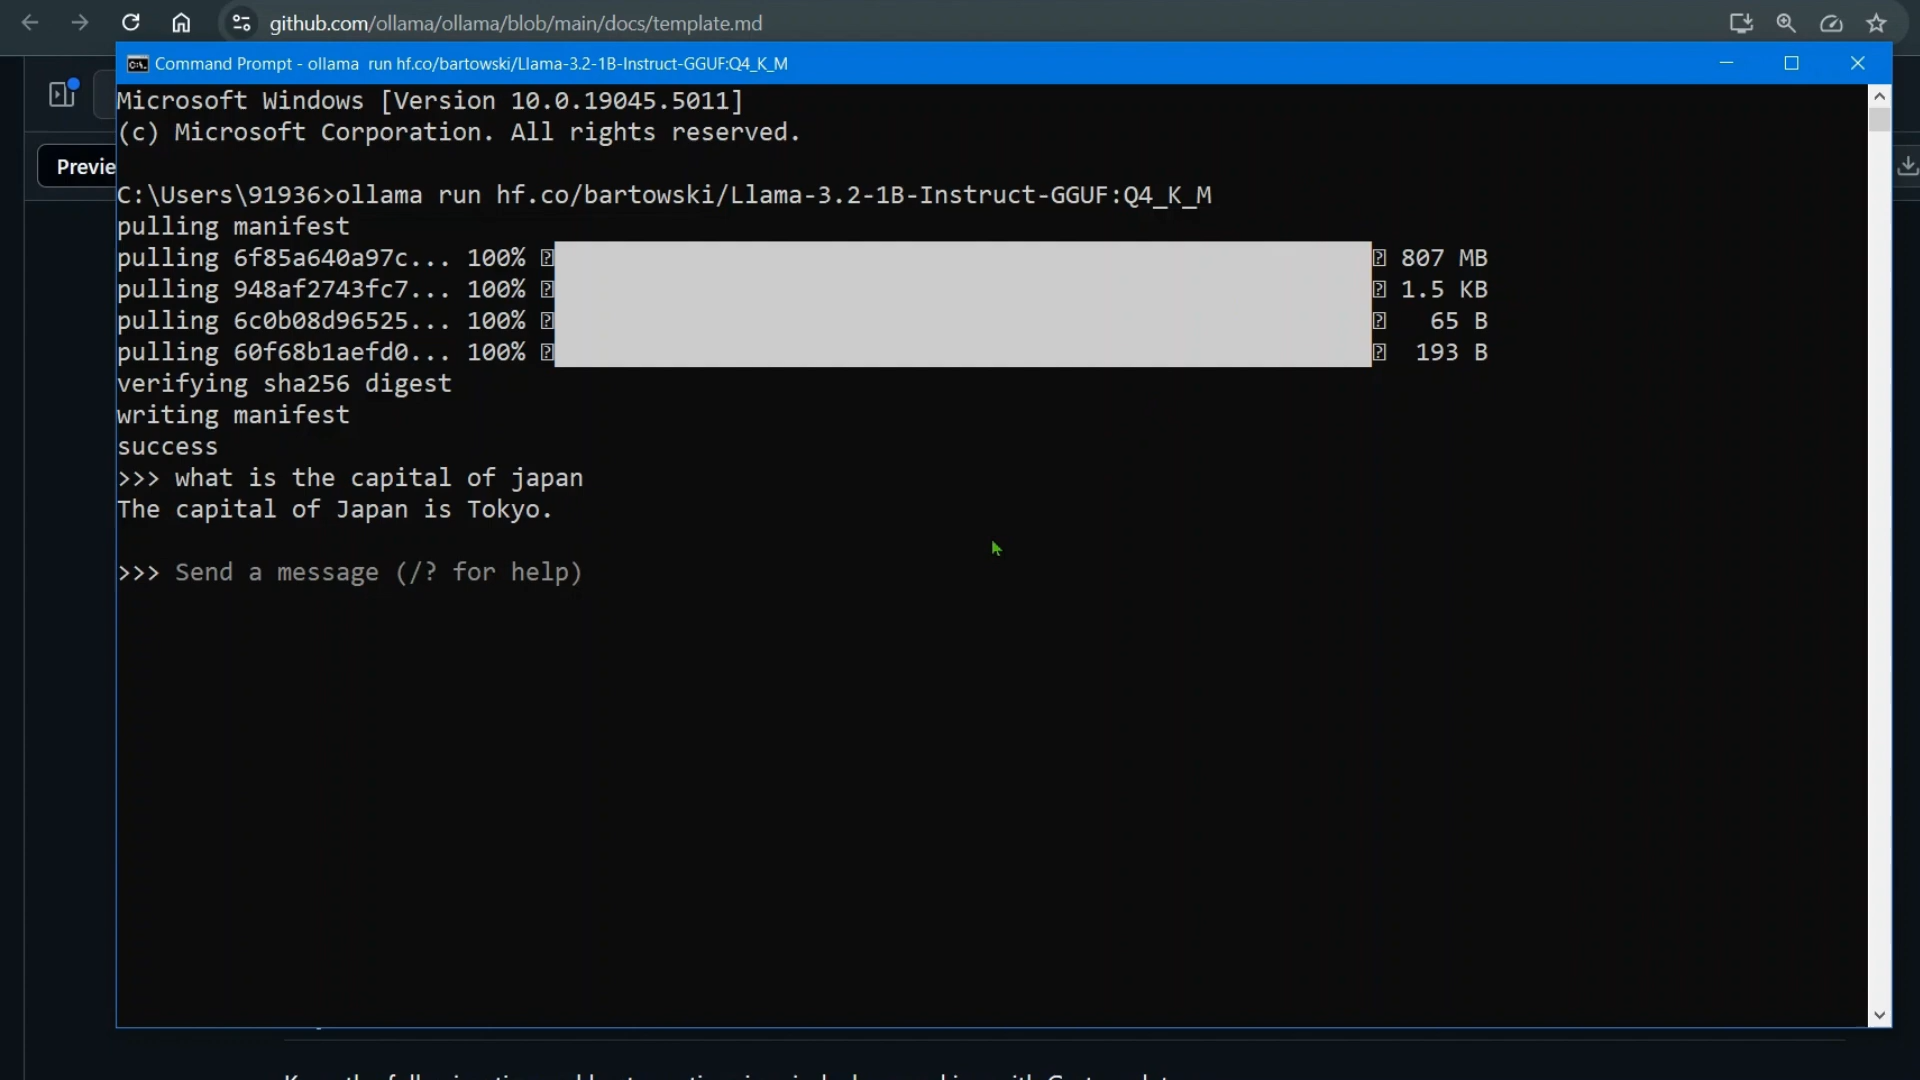 github.com/ollama/ollama/blob/main/docs/template.md
Command Prompt - ollama  run hf.co/bartowski/Llama-3.2-1B-Instruct-GGUF:Q4_K_M
Microsoft Windows [Version 10.0.19045.5011]
(c) Microsoft Corporation. All rights reserved.
Previe
C:\Users\91936>ollama run hf.co/bartowski/Llama-3.2-1B-Instruct-GGUF:Q4_K_M
pulling manifest
pulling 6f85a640a97c... 100% 807 MB
pulling 948af2743fc7... 100% 1.5 KB
pulling 6c0b08d96525... 100% 65 B
pulling 60f68b1aefd0... 100% 193 B
verifying sha256 digest
writing manifest
success
>>> what is the capital of japan
The capital of Japan is Tokyo.
>>> Send a message (/? for help)